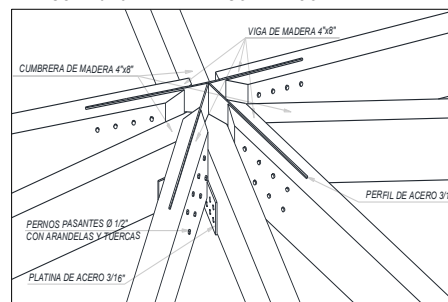 VIGA DE MADERA 4"x8"
CUMBRERA DE MADERA 4"x8"
PERFIL DE ACERO 3/1
PERNOS PASANTES Ø 1/2"
CON ARANDELAS Y TUERCAS
PLATINA DE ACERO 3/16"